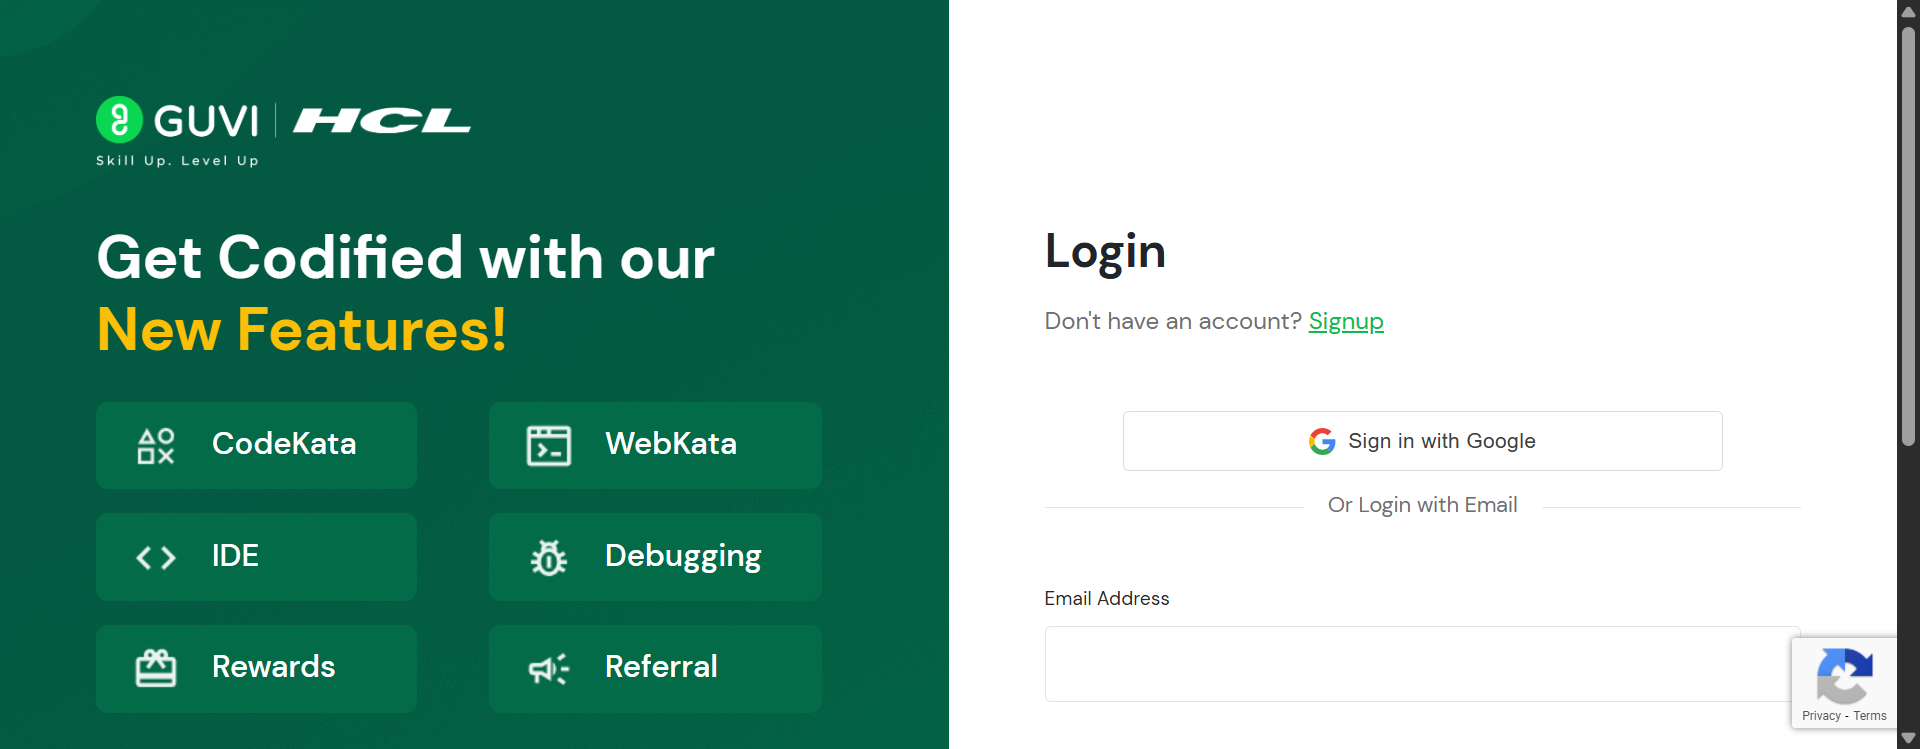 GUVI | HCL
Skill Up. Level Up
Get Codified with our
New Features!
CodeKata
WebKata
IDE
Debugging
Rewards
Referral
Login
Don't have an account? Signup
Sign in with Google
Or Login with Email
Email Address
Privacy - Terms